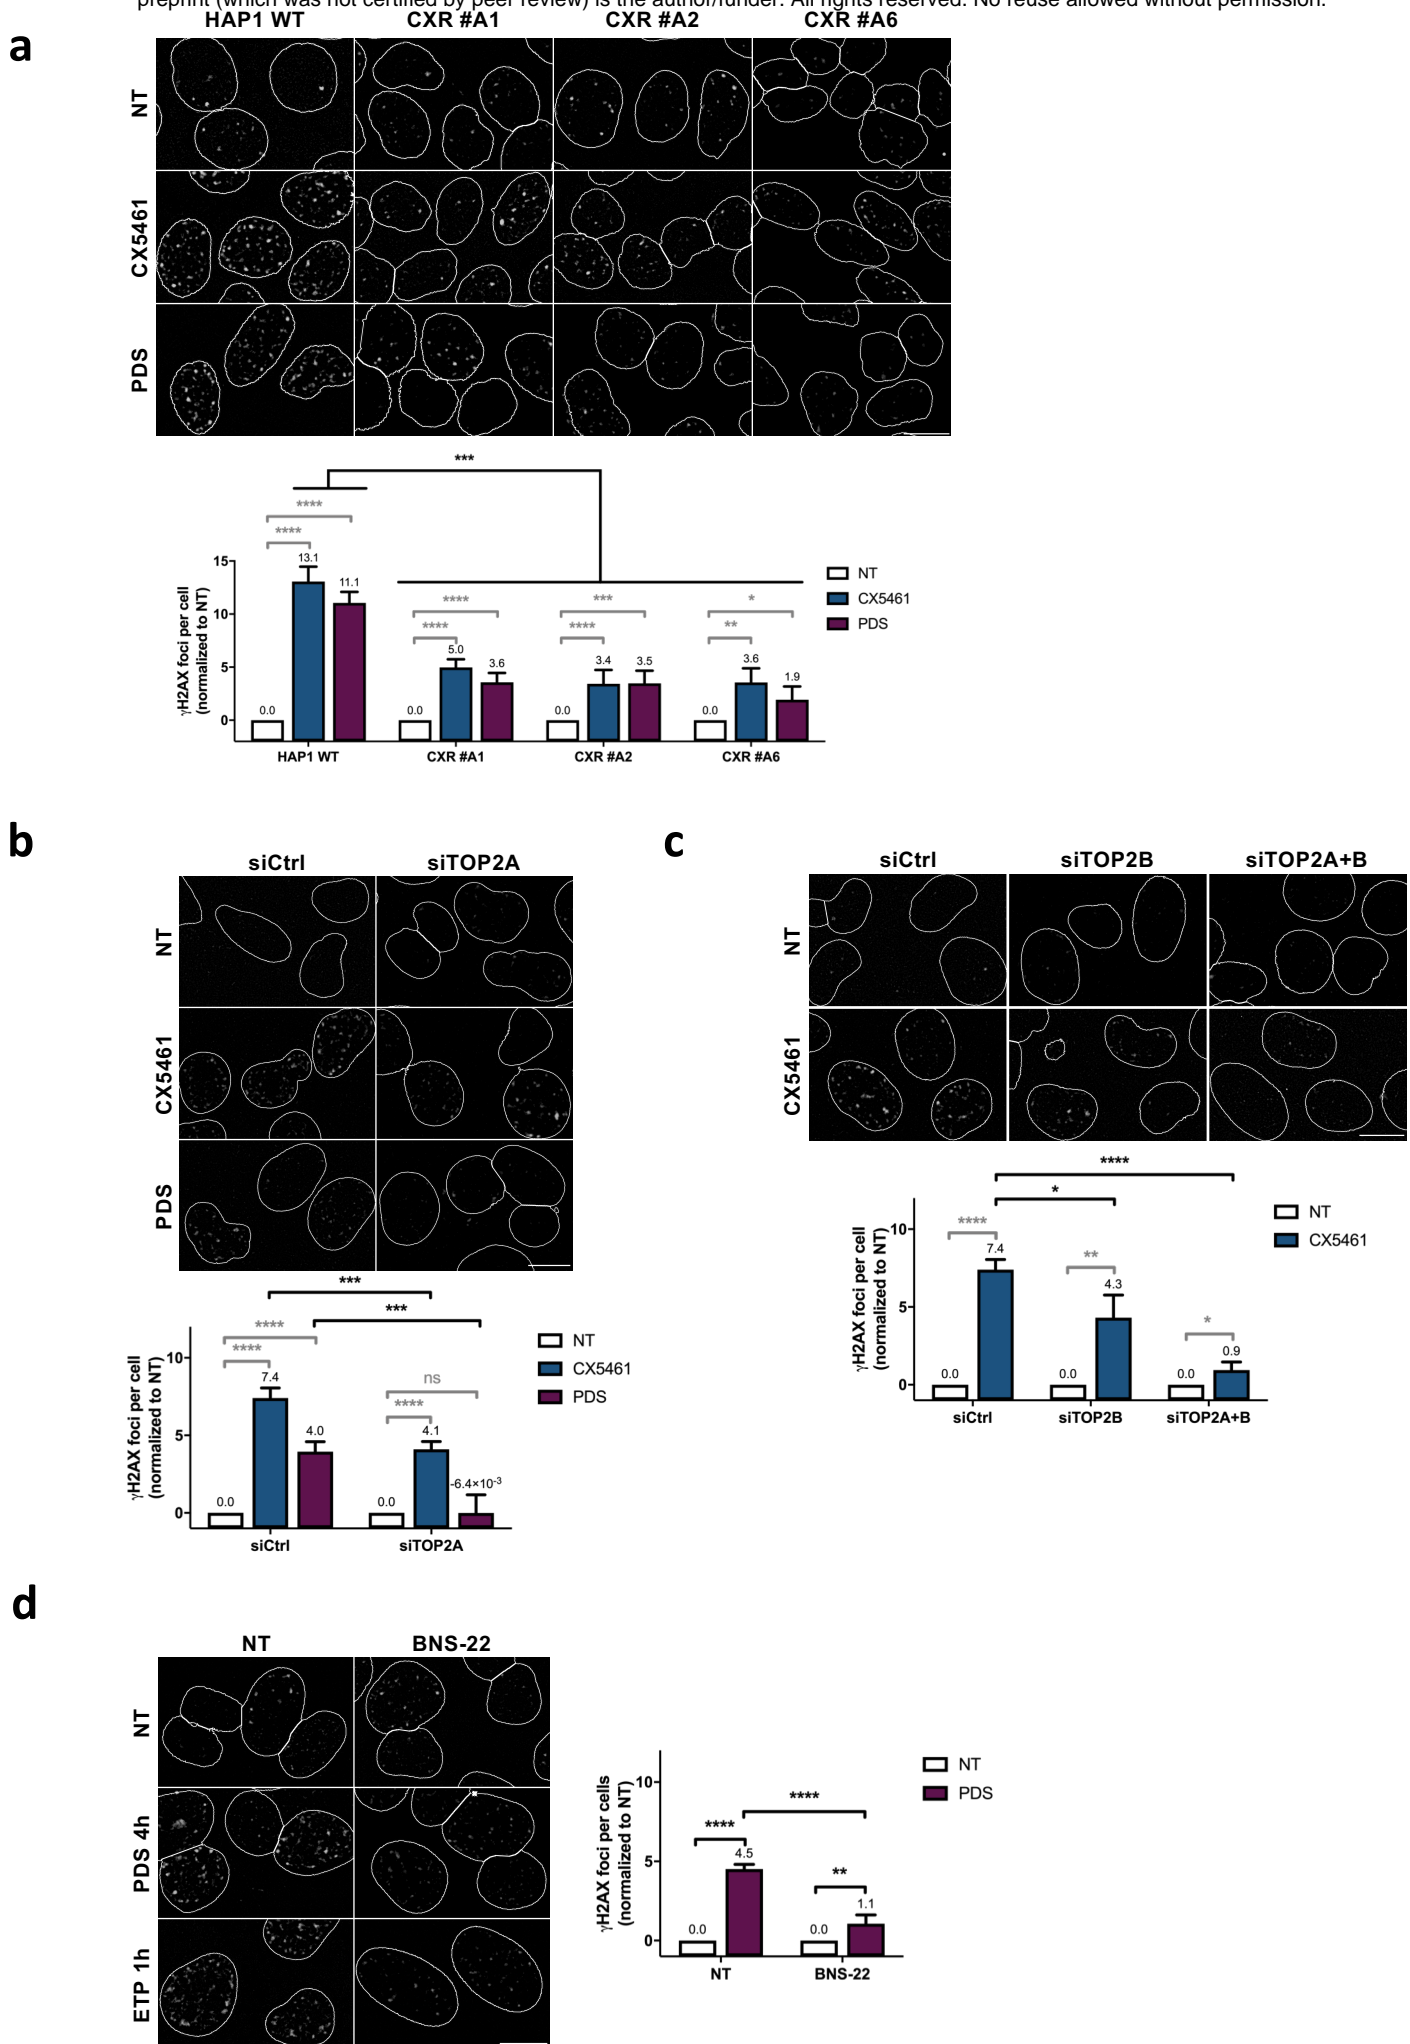 preprint (which was not certified by peer review) is the author/funder. All rights reserved. No reuse allowed without permission.
a
HAP1 WT CXR #A1 CXR #A2 CXR #A6
NT
CX5461
PDS
***
****
****
13.1
11.1
**** *** *
**** **** **
5.0 3.6 3.4 3.5 3.6 1.9
0.0 0.0 0.0 0.0
15
10
5
0
γH2AX foci per cell
(normalized to NT)
HAP1 WT CXR #A1 CXR #A2 CXR #A6
NT
CX5461
PDS
b
siCtrl siTOP2A
NT
CX5461
PDS
***
***
****
****
ns
****
7.4
4.0
4.1
-6.4×10-3
0.0 0.0
10
5
0
γH2AX foci per cell
(normalized to NT)
siCtrl siTOP2A
NT
CX5461
PDS
c
siCtrl siTOP2B siTOP2A+B
NT
CX5461
****
*
****
**
*
7.4
4.3
0.9
0.0 0.0 0.0
10
5
0
γH2AX foci per cell
(normalized to NT)
siCtrl siTOP2B siTOP2A+B
NT
CX5461
d
NT BNS-22
NT
PDS 4h
ETP 1h
****
****
**
4.5
1.1
0.0 0.0
10
5
0
γH2AX foci per cells
(normalized to NT)
NT BNS-22
NT
PDS